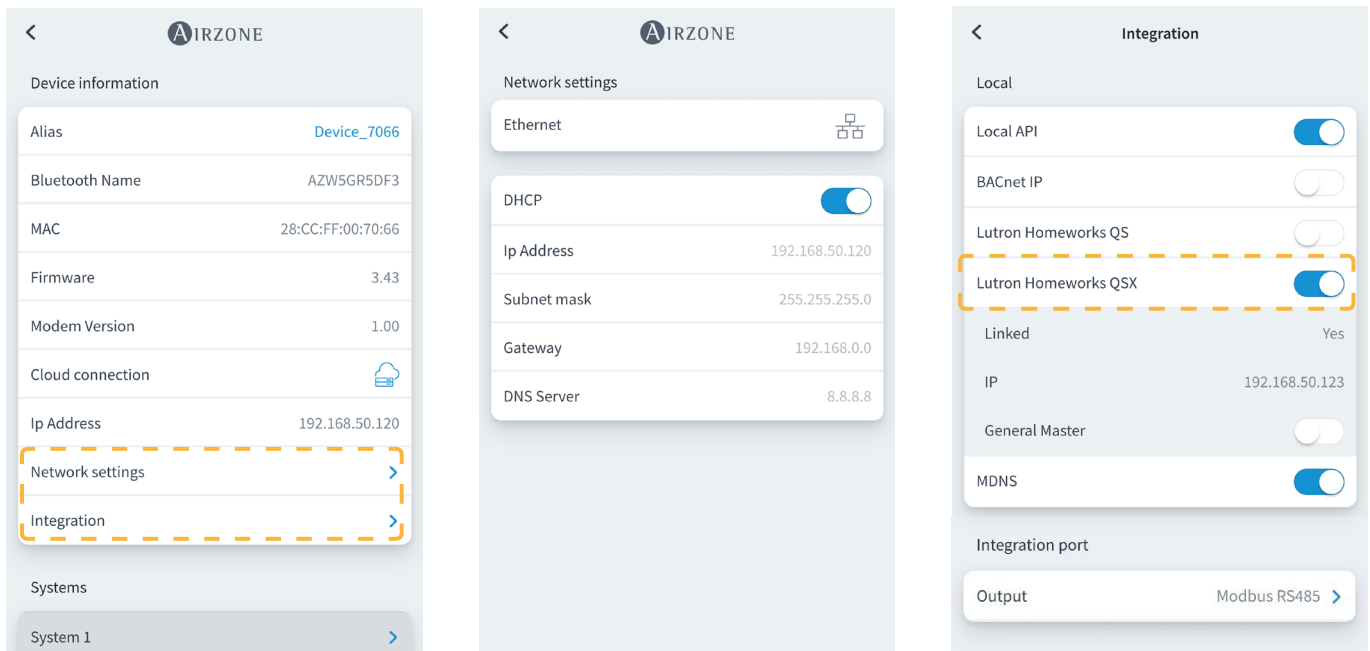 AIRZONE
Device information
Alias Device_7066
Bluetooth Name AZW5GR5DF3
MAC 28:CC:FF:00:70:66
Firmware 3.43
Modem Version 1.00
Cloud connection
Ip Address 192.168.50.120
Network settings
Integration
Systems
System 1
AIRZONE
Network settings
Ethernet
DHCP
Ip Address 192.168.50.120
Subnet mask 255.255.255.0
Gateway 192.168.0.0
DNS Server 8.8.8.8
Integration
Local
Local API
BACnet IP
Lutron Homeworks QS
Lutron Homeworks QSX
Linked Yes
IP 192.168.50.123
General Master
MDNS
Integration port
Output Modbus RS485